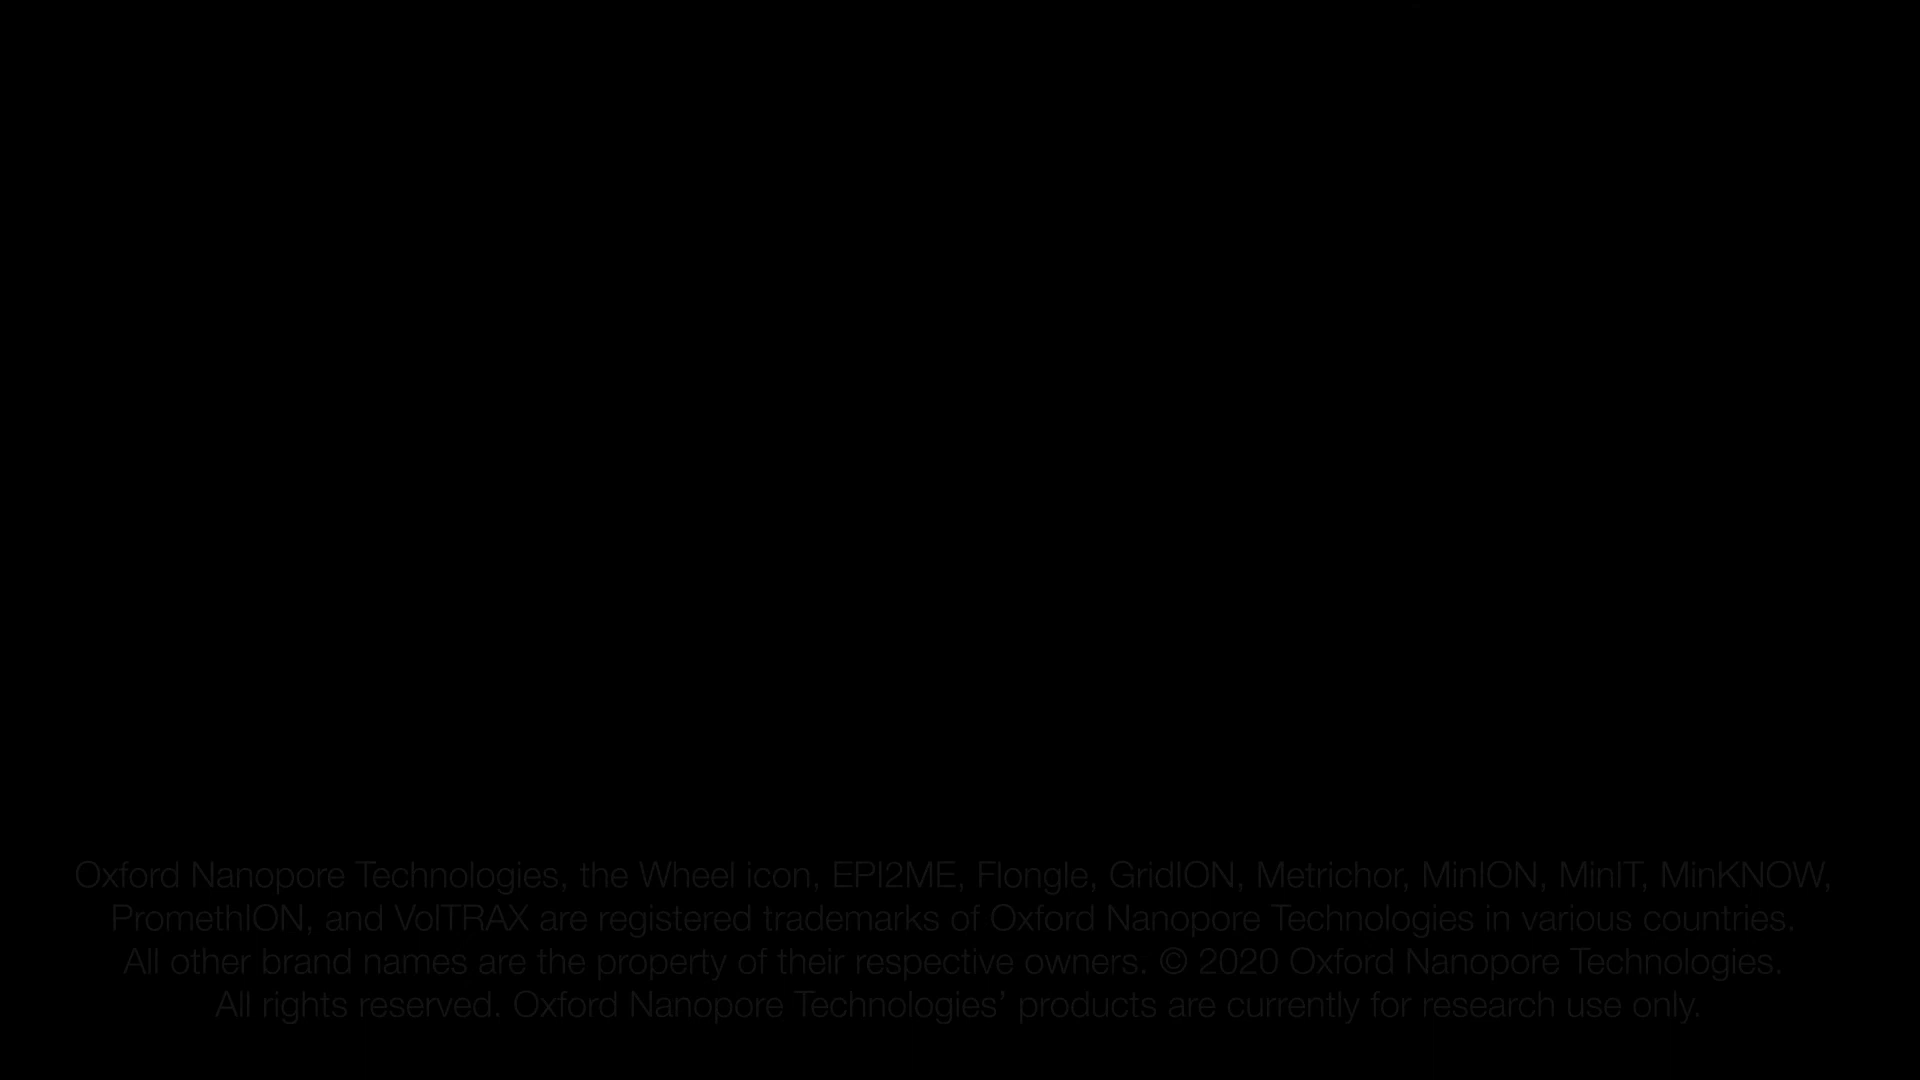 Oxford Nanopore Technologies, the Wheel icon, EPI2ME, Flongle, GridION, Metrichor, MinION, MinIT, MinKNOW,
PromethION, and VolTRAX are registered trademarks of Oxford Nanopore Technologies in various countries.
All other brand names are the property of their respective owners. © 2020 Oxford Nanopore Technologies.
All rights reserved. Oxford Nanopore Technologies’ products are currently for research use only.